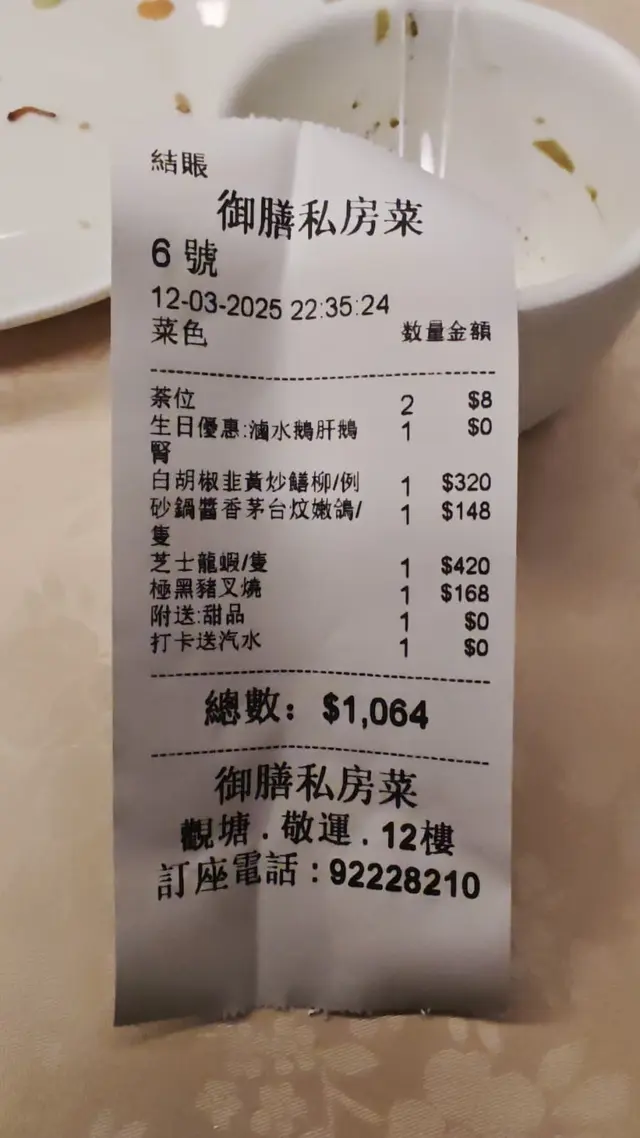 結賬
御膳私房菜
6 號
12-03-2025 22:35:24
菜色 数量金額
茶位 2 $8
生日優惠:滷水鵝肝鵝 1 $0
腎
白胡椒韭黃炒鱔柳/例 1 $320
砂鍋醬香茅台炆嫩鴿/ 1 $148
隻
芝士龍蝦/隻 1 $420
極黑豬叉燒 1 $168
附送:甜品 1 $0
打卡送汽水 1 $0
總數: $1,064
御膳私房菜
觀塘.敬運.12樓
訂座電話:92228210